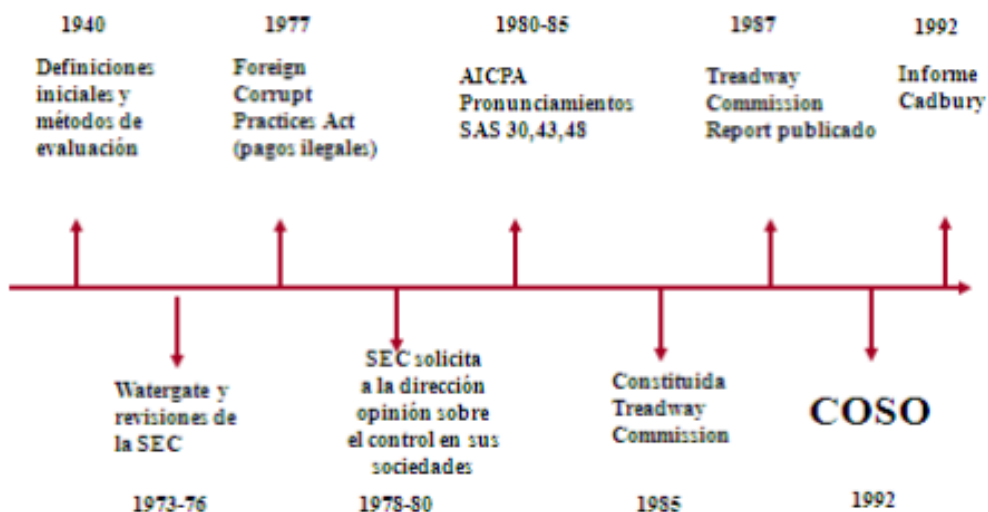 1940
Definiciones
iniciales y
métodos de
evaluación
1977
Foreign
Corrupt
Practices Act
(pagos ilegales)
1980-85
AICPA
Pronunciamientos
SAS 30,43,48
1987
Treadway
Commission
Report publicado
1992
Informe
Cadbury
Watergate y
revisiones de
la SEC
1973-76
SEC solicita
a la dirección
opinión sobre
el control en sus
sociedades
1978-80
Constituida
Treadway
Commission
1985
COSO
1992